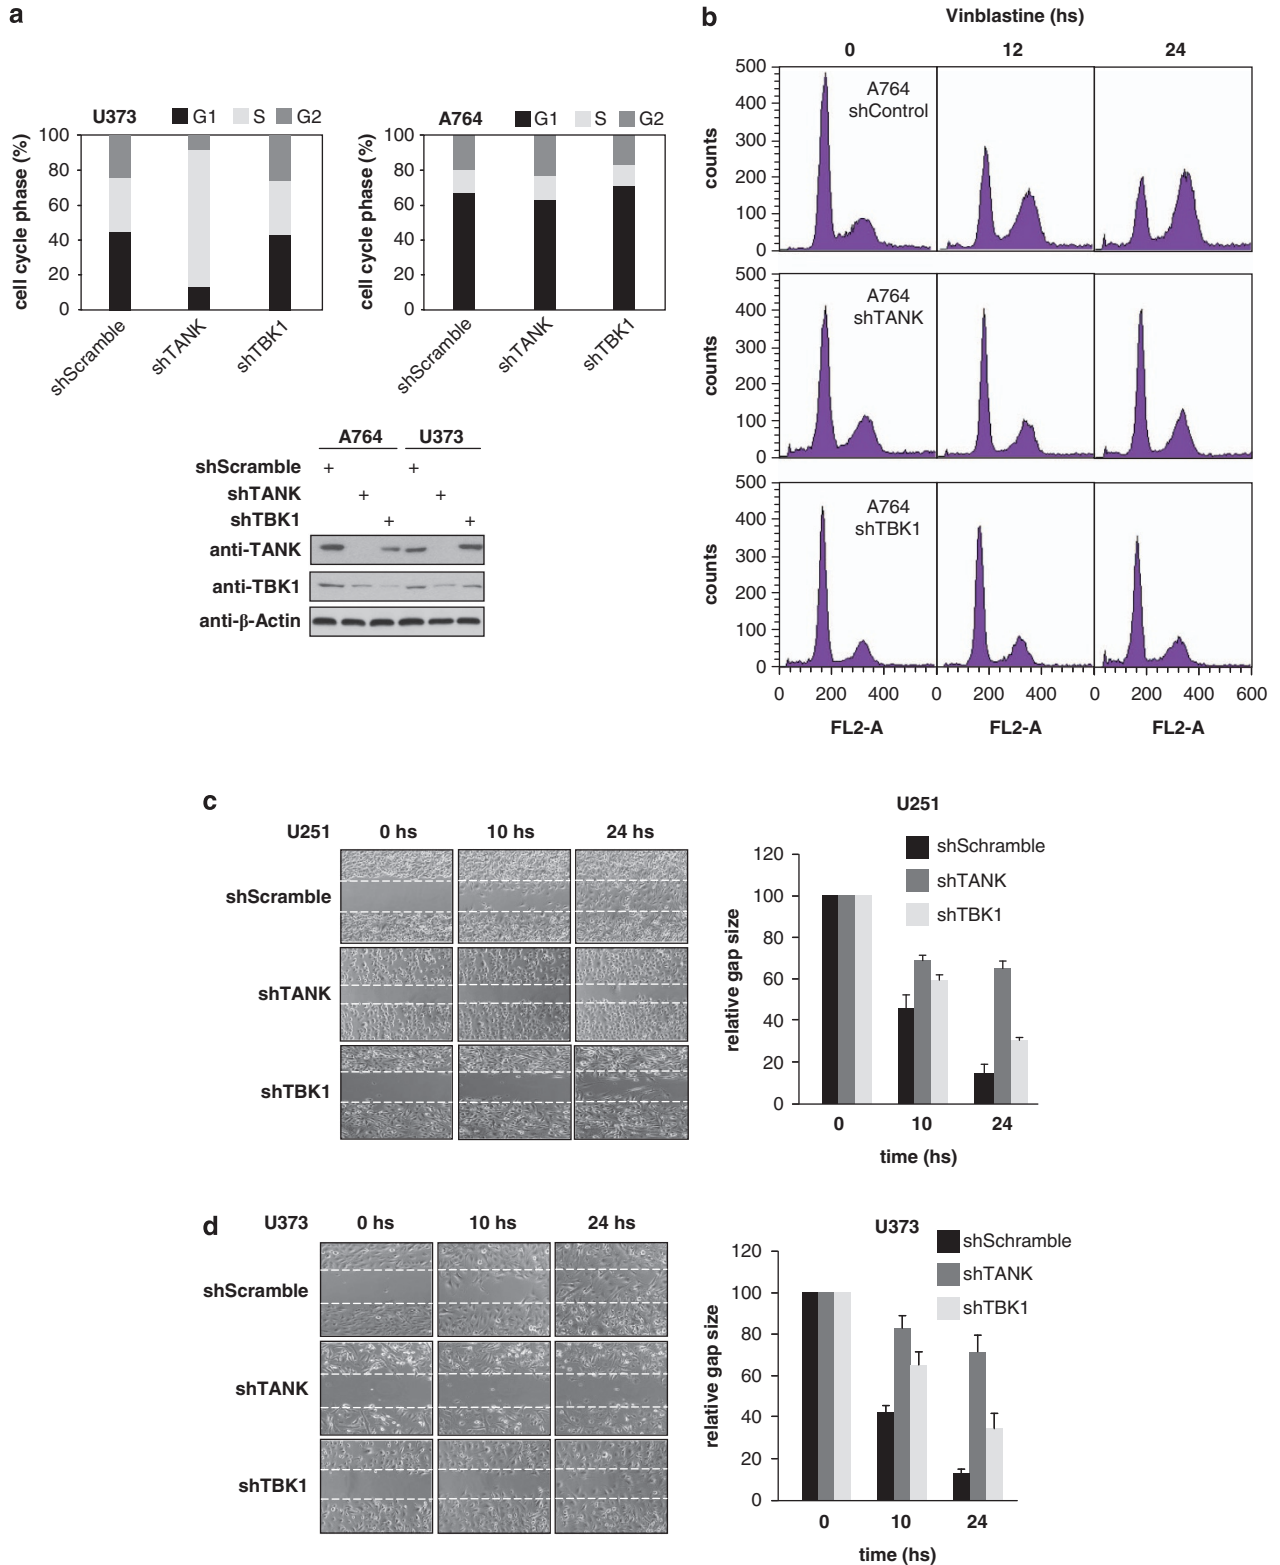 a
U373 G1 S G2
cell cycle phase (%)
100
80
60
40
20
0
shScramble shTANK shTBK1
A764 G1 S G2
cell cycle phase (%)
100
80
60
40
20
0
shScramble shTANK shTBK1
A764 U373
shScramble + +
shTANK + +
shTBK1 + +
anti-TANK
anti-TBK1
anti-β-Actin
b
Vinblastine (hs)
0 12 24
counts
500
400
300
200
100
0
A764
shControl
counts
500
400
300
200
100
0
A764
shTANK
counts
500
400
300
200
100
0
A764
shTBK1
0 200 400 0 200 400 0 200 400 600
FL2-A FL2-A FL2-A
c
U251 0 hs 10 hs 24 hs
shScramble
shTANK
shTBK1
U251
shSchramble
shTANK
shTBK1
relative gap size
120
100
80
60
40
20
0
0 10 24
time (hs)
d
U373 0 hs 10 hs 24 hs
shScramble
shTANK
shTBK1
U373
shSchramble
shTANK
shTBK1
relative gap size
120
100
80
60
40
20
0
0 10 24
time (hs)